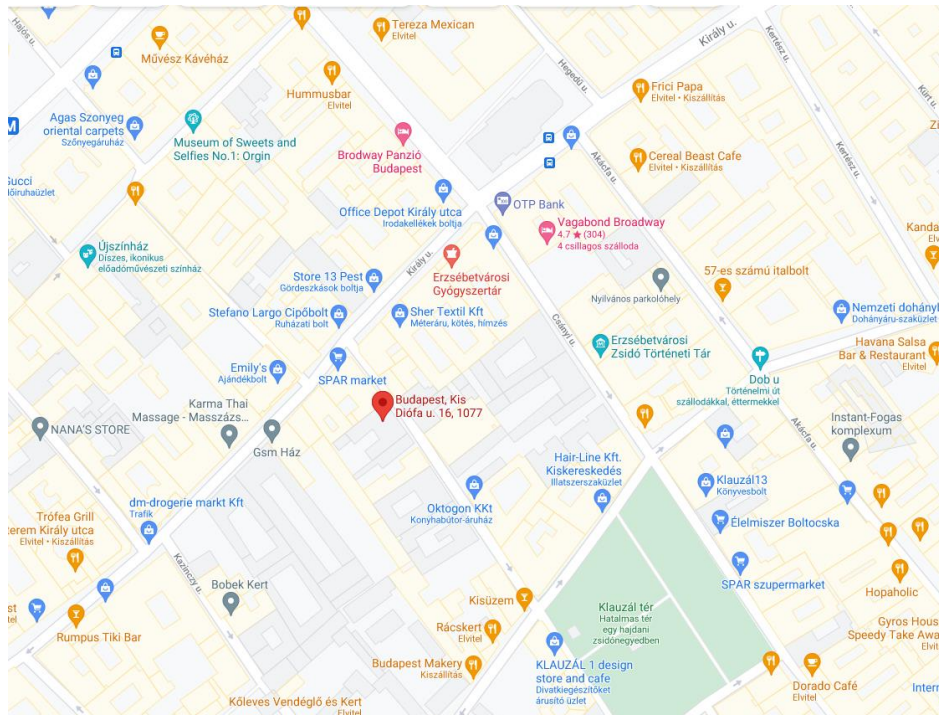 Hajós u.
Művész Kávéház
Tereza Mexican
Elvitel
Király u.
Kertész u.
Kürt u.
Hegedű u.
Hummusbar
Elvitel
Frici Papa
Elvitel • Kiszállítás
Agas Szonyeg
oriental carpets
Szőnyegáruház
M
Museum of Sweets and
Selfies No.1: Orgin
Brodway Panzió
Budapest
Akácfa u.
Cereal Beast Cafe
Elvitel • Kiszállítás
Kertész u.
Gucci
Office Depot Király utca
Irodakellékek boltja
OTP Bank
Vagabond Broadway
4.7 ★ (304)
4 csillagos szálloda
Kanda
Újszínház
Díszes, ikonikus
előadóművészeti színház
Király u.
Erzsébetvárosi
Gyógyszertár
Store 13 Pest
Gördeszkások boltja
57-es számú italbolt
Nyilvános parkolóhely
Stefano Largo Cipőbolt
Ruházati bolt
Sher Textil Kft
Méteráru, kötés, hímzés
Csányi u.
Nemzeti dohányl
Dohányáru-szaküzlet
Erzsébetvárosi
Zsidó Történeti Tár
Havana Salsa
Bar & Restaurant
Elvitel
Emily's
Ajándékbolt
SPAR market
Dob u
Történelmi út
szállodákkal, éttermekkel
Karma Thai
Massage - Masszázs...
Budapest, Kis
Diófa u. 16, 1077
NANA'S STORE
Gsm Ház
Akácfa u.
Instant-Fogas
komplexum
Hair-Line Kft.
Kiskereskedés
Illatszerszaküzlet
Klauzál13
Könyvesbolt
dm-drogerie markt Kft
Trafik
Oktogon KKt
Konyhabútor-áruház
Élelmiszer Boltocska
Trófea Grill
terem Király utca
Elvitel • Kiszállítás
Kazinczy u.
Bobek Kert
SPAR szupermarket
Hopaholic
Kisüzem
Klauzál tér
Hatalmas tér
egy hajdani
zsidónegyedben
Rumpus Tiki Bar
Rácskert
Elvitel
Gyros Hous
Speedy Take Awa
Budapest Makery
Kiszállítás
KLAUZÁL 1 design
store and cafe
Divatkiegészítőket
árusító üzlet
Dorado Café
Elvitel
Kőleves Vendéglő és Kert
Elvitel
Intern